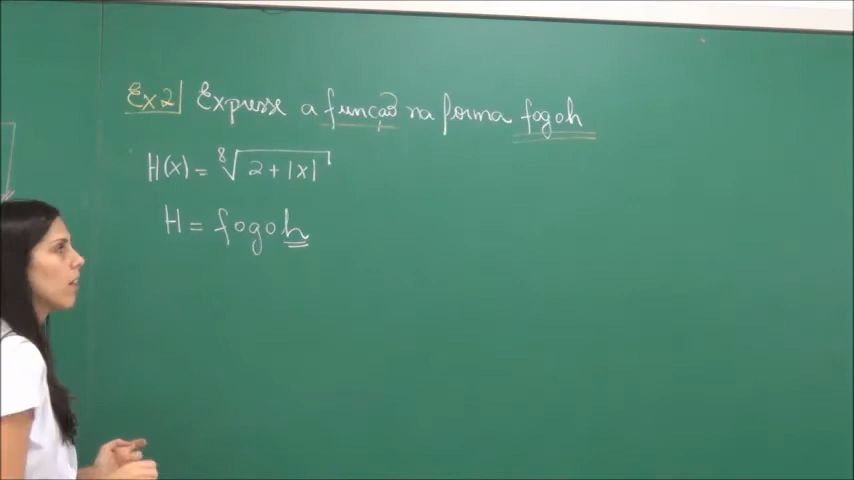 Ex2 Expresse a função na forma fogoh
H(x) = ⁸√2+|x|
H = fogoh